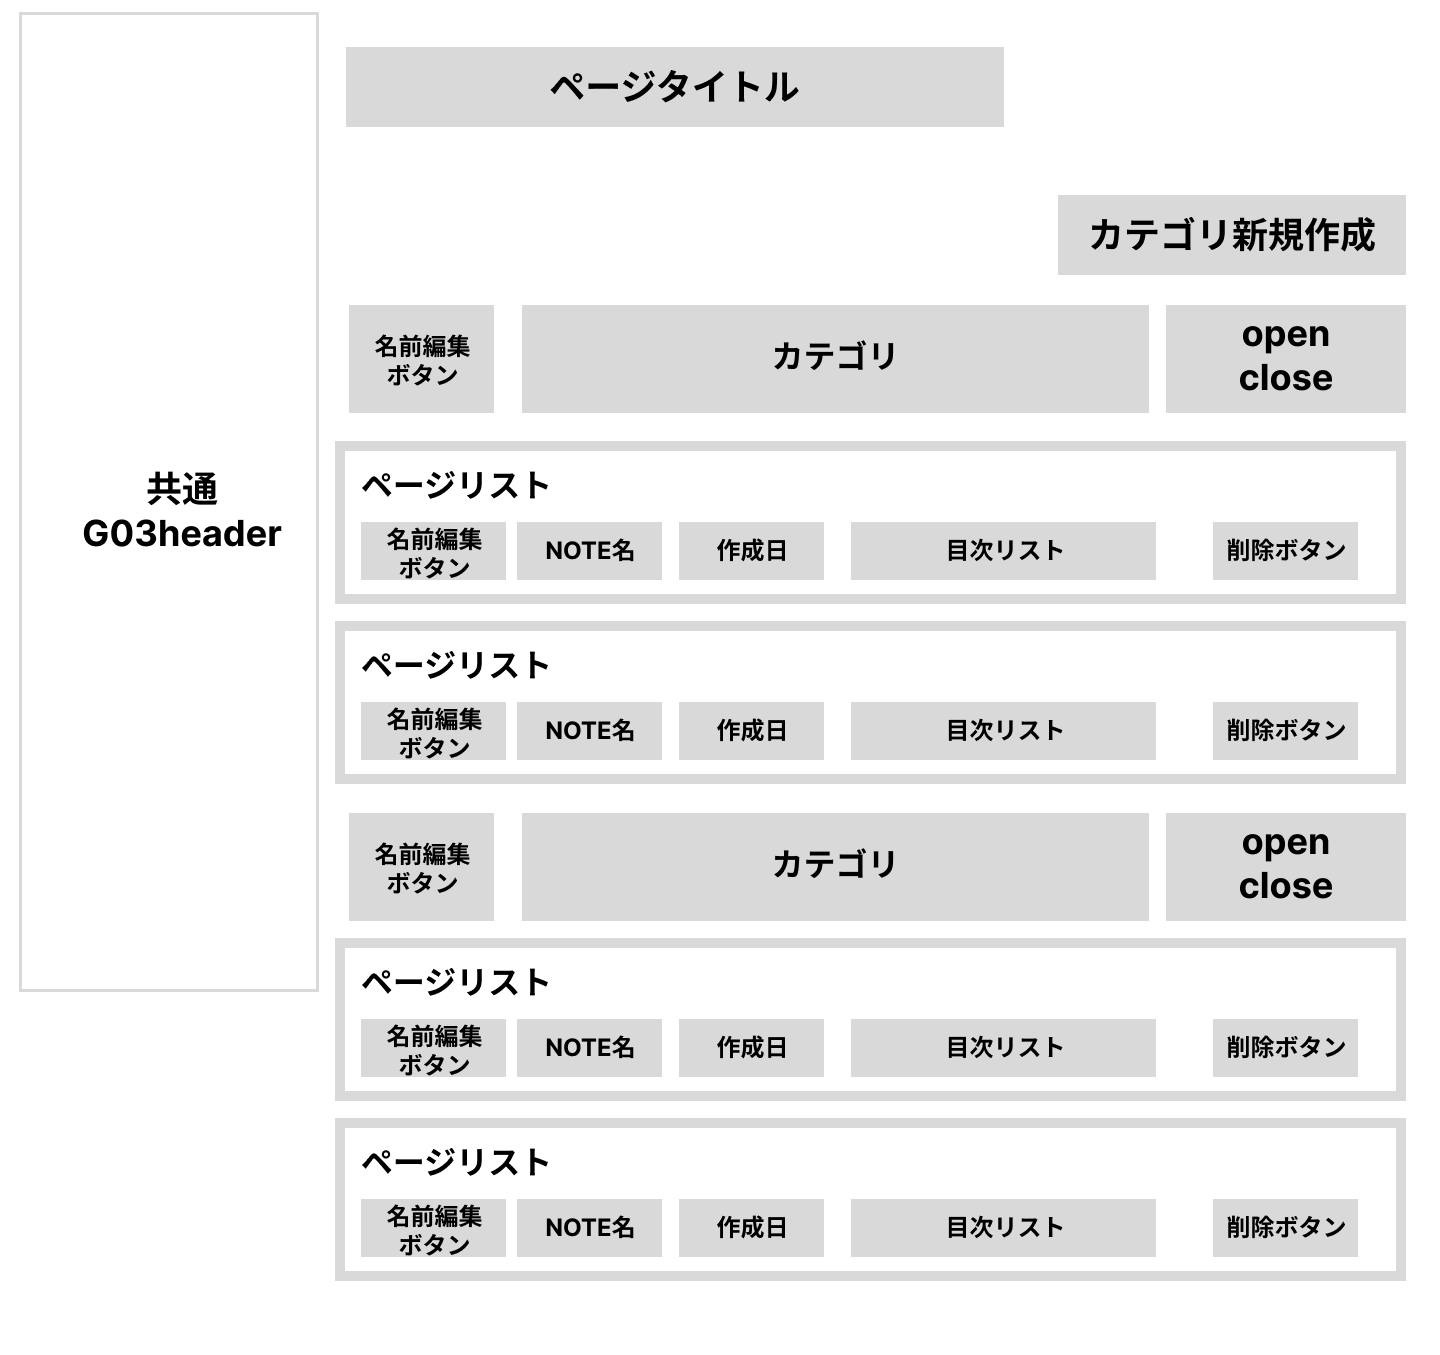 共通
G03header
ページタイトル
カテゴリ新規作成
名前編集
ボタン
カテゴリ
open
close
ページリスト
名前編集
ボタン
NOTE名
作成日
目次リスト
削除ボタン
ページリスト
名前編集
ボタン
NOTE名
作成日
目次リスト
削除ボタン
名前編集
ボタン
カテゴリ
open
close
ページリスト
名前編集
ボタン
NOTE名
作成日
目次リスト
削除ボタン
ページリスト
名前編集
ボタン
NOTE名
作成日
目次リスト
削除ボタン